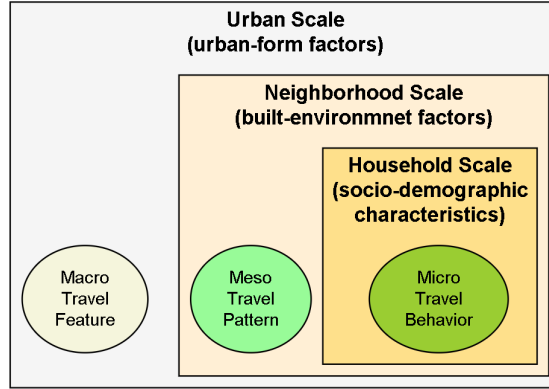 Urban Scale
(urban-form factors)
Neighborhood Scale
(built-environmnet factors)
Household Scale
(socio-demographic
characteristics)
Macro
Travel
Feature
Meso
Travel
Pattern
Micro
Travel
Behavior